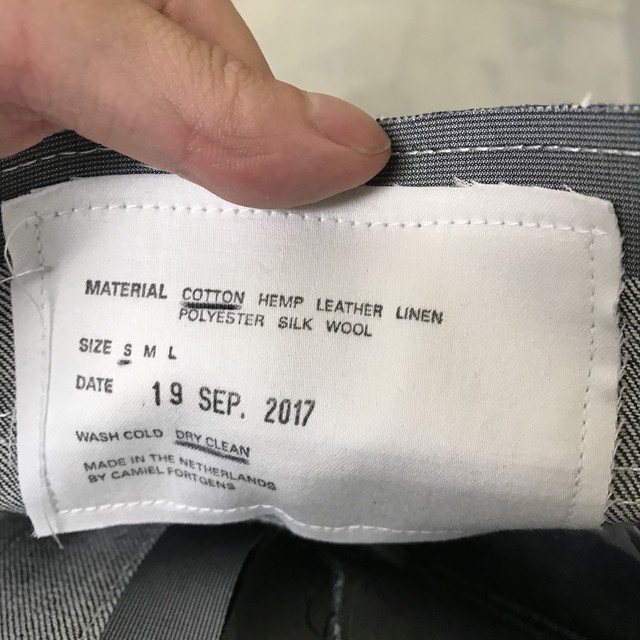 MATERIAL COTTON HEMP LEATHER LINEN
POLYESTER SILK WOOL
SIZE S M L
DATE 19 SEP. 2017
WASH COLD DRY CLEAN
MADE IN THE NETHERLANDS
BY CAMIEL FORTGENS